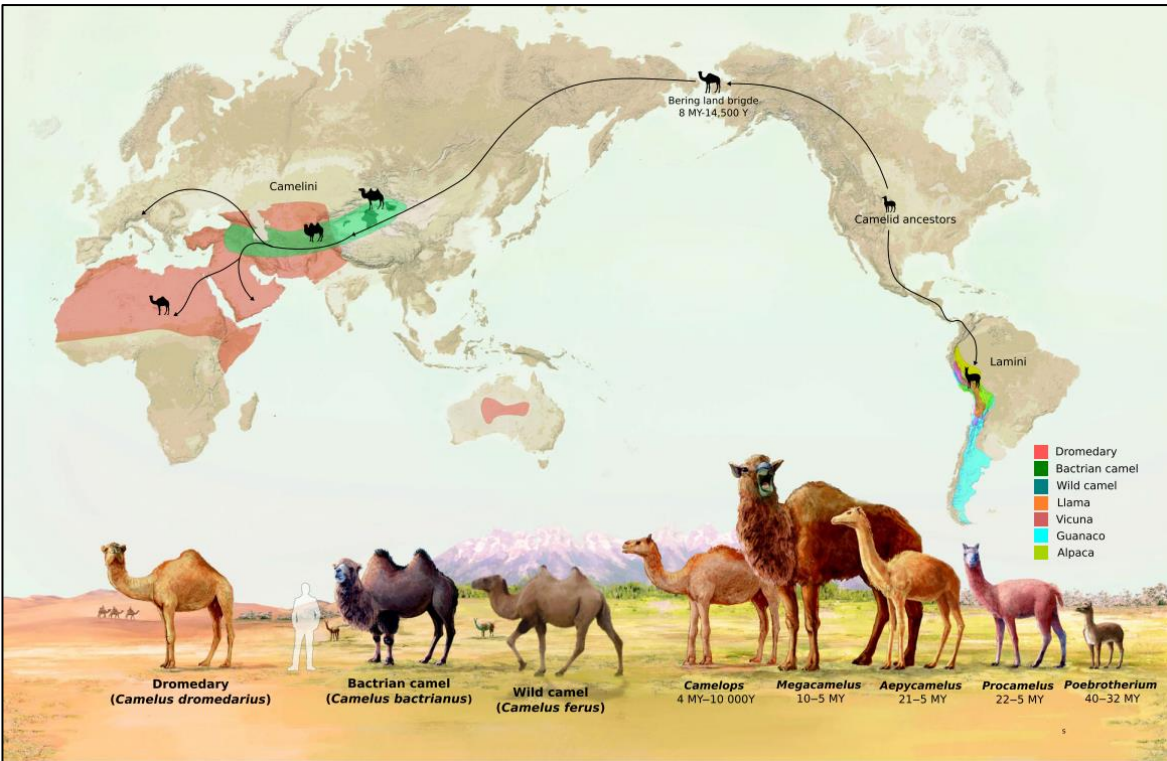 Bering land brigde
8 MY-14,500 Y
Camelini
Camelid ancestors
Lamini
Dromedary
Bactrian camel
Wild camel
Llama
Vicuna
Guanaco
Alpaca
Dromedary
(Camelus dromedarius)
Bactrian camel
(Camelus bactrianus)
Wild camel
(Camelus ferus)
Camelops
4 MY–10 000Y
Megacamelus
10–5 MY
Aepycamelus
21–5 MY
Procamelus
22–5 MY
Poebrotherium
40–32 MY